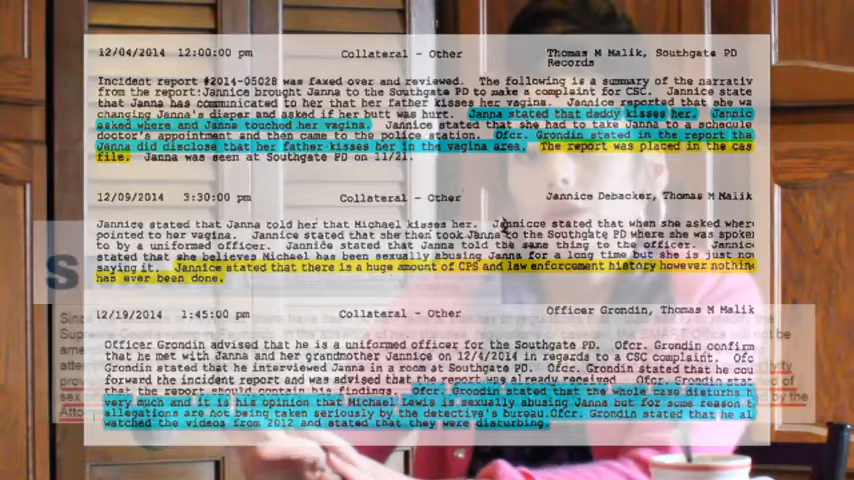 12/04/2014 12:00:00 pm Collateral - Other Thomas M Malik, Southgate PD
Records
Incident report #2014-05028 was faxed over and reviewed. The following is a summary of the narrativ
from the report:Jannice brought Janna to the Southgate PD to make a complaint for CSC. Jannice state
that Janna has communicated to her that her father kisses her vagina. Jannice reported that she wa
changing Janna's diaper and asked if her butt was hurt. Janna stated that daddy kisses her. Jannic
asked where and Janna touched her vagina. Jannice stated that she had to take Janna to a schedule
doctor's appointment and then came to the police station. Ofcr. Grondin stated in the report tha
Janna did disclose that her father kisses her in the vagina area. The report was placed in the cas
file. Janna was seen at Southgate PD on 11/21.
12/09/2014 3:30:00 pm Collateral - Other Jannice Debacker, Thomas M Malik
Jannice stated that Janna told her that Michael kisses her. Jannicce stated that when she asked where
pointed to her vagina. Jannice stated that she then took Janna to the Southgate PD where she was spoken
to by a uniformed officer. Jannice stated that Janna told the same thing to the officer. Jannice
stated that she believes Michael has been sexually abusing Janna for a long time but she is just now
saying it. Jannice stated that there is a huge amount of CPS and law enforcement history however nothing
has ever been done.
12/19/2014 1:45:00 pm Collateral - Other Officer Grondin, Thomas M Malik
Officer Grondin advised that he is a uniformed officer for the Southgate PD. Ofcr. Grondin confirm
that he met with Janna and her grandmother Jannice on 12/4/2014 in regards to a CSC complaint. Ofc
Grondin stated that he interviewed Janna in a room at Southgate PD. Ofcr. Grondin stated that he cou
forward the incident report and was advised that the report was already received. Ofcr. Grondin stat
that the report should contain his findings. Ofcr. Grondin stated that the whole case disturbs h
very much and it is his opinion that Michael Lewis is sexually abusing Janna but for some reason t
allegations are not being taken seriously by the detective's bureau.Ofcr. Grondin stated that he al
watched the videos from 2012 and stated that they were disturbing.